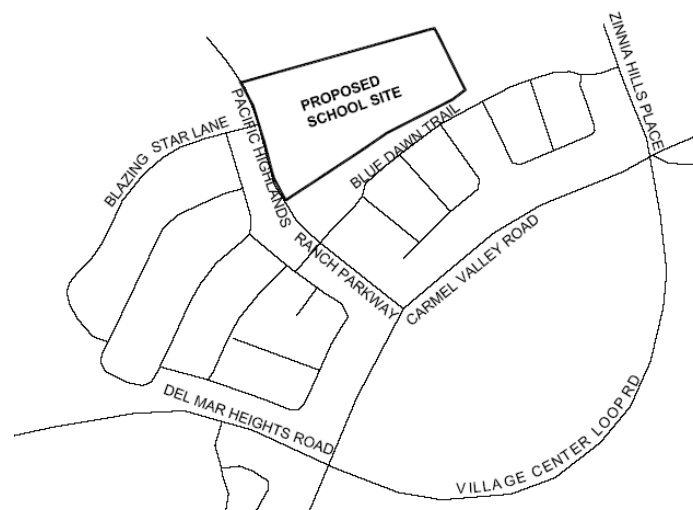 ZINNIA HILLS PLACE
PROPOSED
SCHOOL SITE
PACIFIC HIGHLANDS
RANCH PARKWAY
BLAZING STAR LANE
BLUE DAWN TRAIL
CARMEL VALLEY ROAD
DEL MAR HEIGHTS ROAD
VILLAGE CENTER LOOP RD